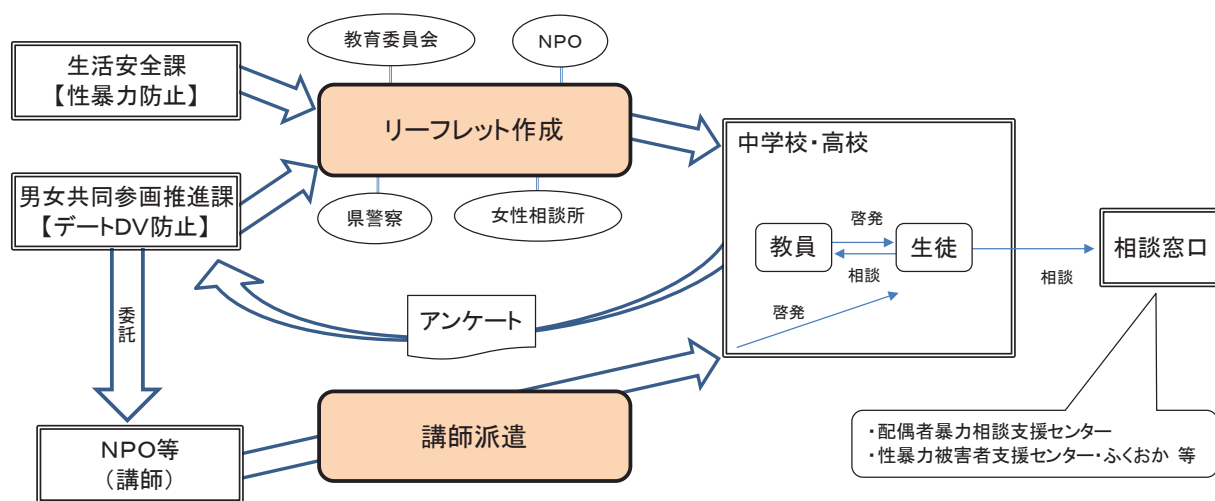 教育委員会
NPO
生活安全課
【性暴力防止】
リーフレット作成
中学校・高校
男女共同参画推進課
【デートDV防止】
県警察
女性相談所
教員
啓発
相談
生徒
相談
相談窓口
啓発
アンケート
委託
NPO等
（講師）
講師派遣
・配偶者暴力相談支援センター
・性暴力被害者支援センター・ふくおか 等